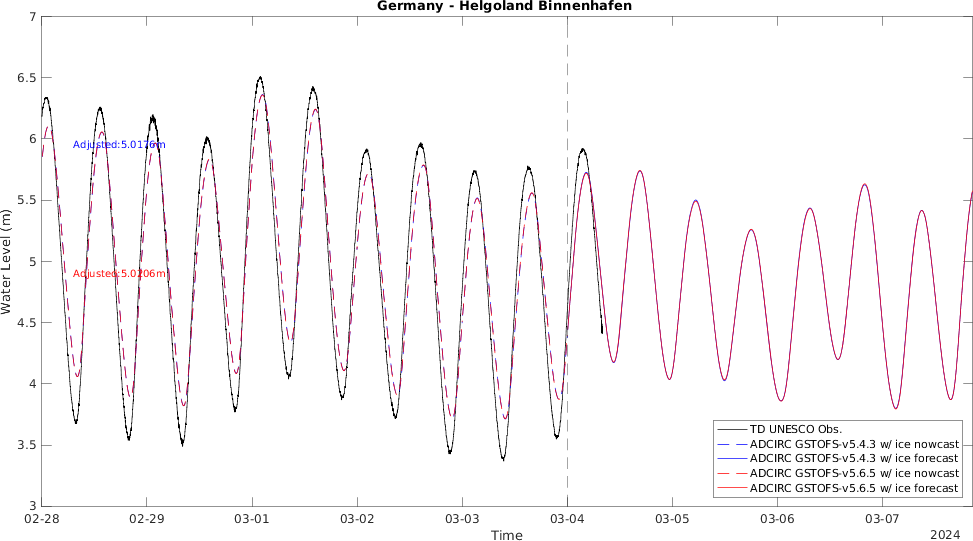 Germany - Helgoland Binnenhafen
7
6.5
6
5.5
5
4.5
4
3.5
3
Water Level (m)
Adjusted:5.0176m
Adjusted:5.0206m
TD UNESCO Obs.
ADCIRC GSTOFS-v5.4.3 w/ ice nowcast
ADCIRC GSTOFS-v5.4.3 w/ ice forecast
ADCIRC GSTOFS-v5.6.5 w/ ice nowcast
ADCIRC GSTOFS-v5.6.5 w/ ice forecast
02-28 02-29 03-01 03-02 03-03 03-04 03-05 03-06 03-07
Time
2024